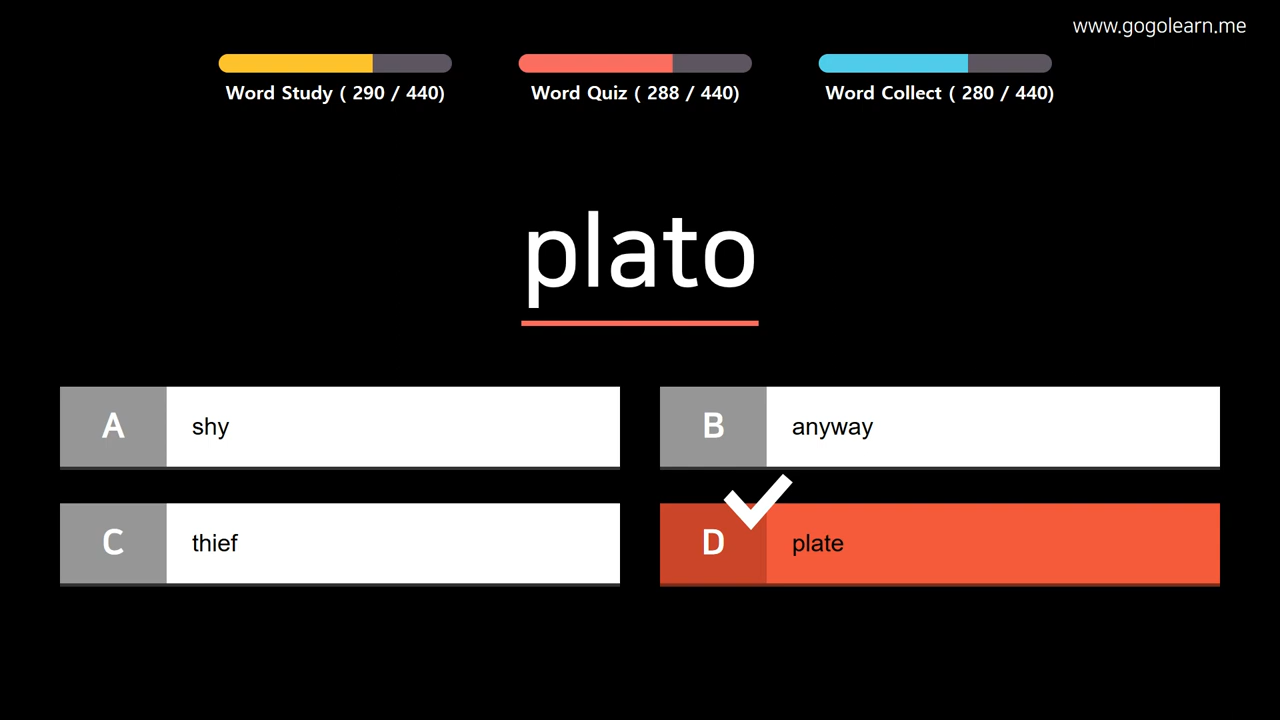 www.gogolearn.me
Word Study ( 290 / 440)
Word Quiz ( 288 / 440)
Word Collect ( 280 / 440)
plato
A shy
B anyway
C thief
D plate